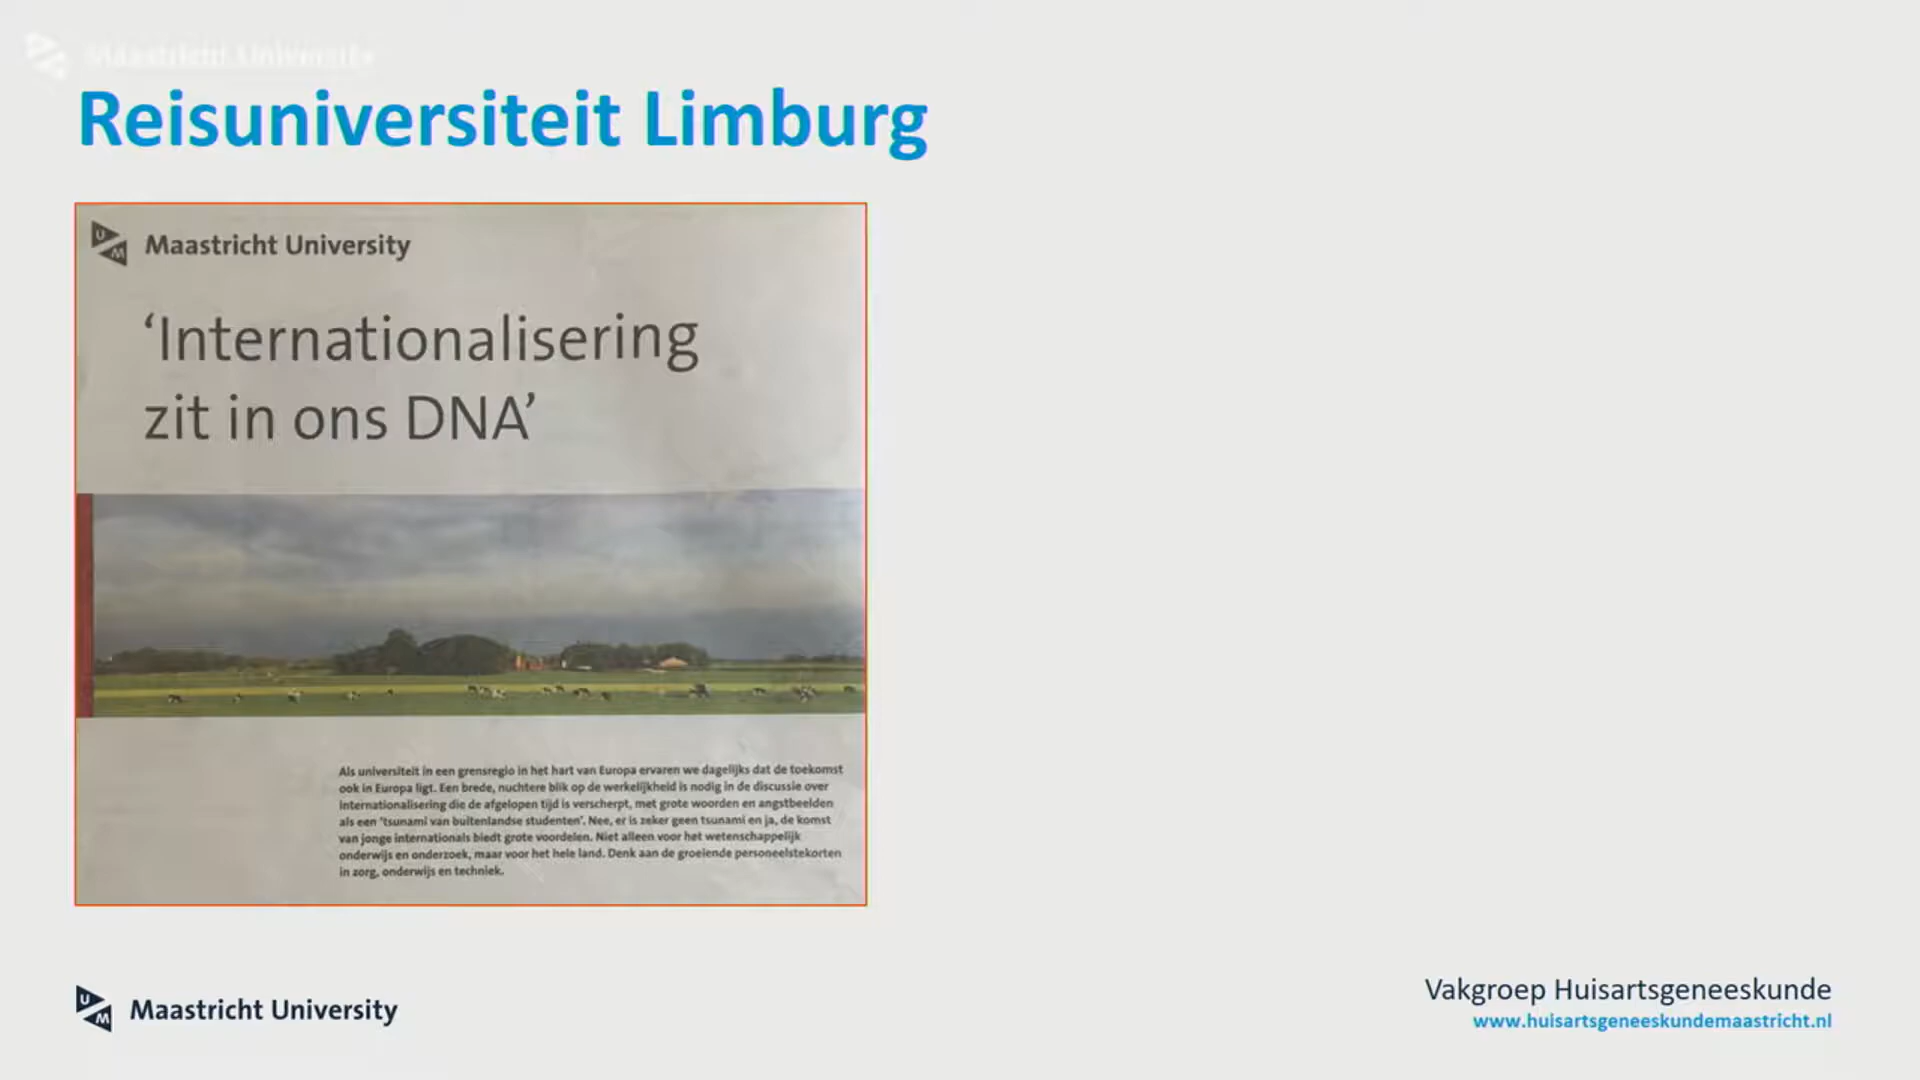 Maastricht University
Reisuniversiteit Limburg
UM Maastricht University
‘Internationalisering
zit in ons DNA’
Als universiteit in een grensregio in het hart van Europa ervaren we dagelijks dat de toekomst
ook in Europa ligt. Een brede, nuchtere blik op de werkelijkheid is nodig in de discussie over
internationalisering die de afgelopen tijd is verscherpt, met grote woorden en angstbeelden
als een ‘tsunami van buitenlandse studenten’. Nee, er is zeker geen tsunami en ja, de komst
van jonge internationals biedt grote voordelen. Niet alleen voor het wetenschappelijk
onderwijs en onderzoek, maar voor het hele land. Denk aan de groeiende personeelstekorten
in zorg, onderwijs en techniek.
UM Maastricht University
Vakgroep Huisartsgeneeskunde
www.huisartsgeneeskundemaastricht.nl